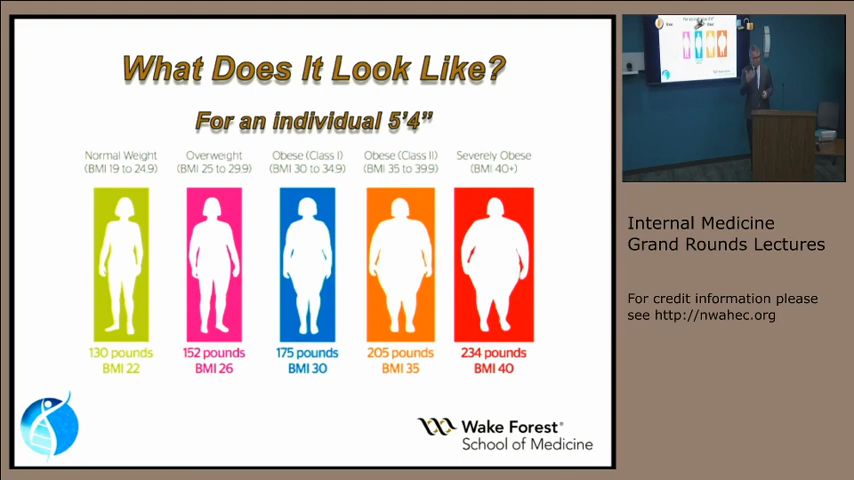 What Does It Look Like?
For an individual 5'4"
Normal Weight
(BMI 19 to 24.9)
Overweight
(BMI 25 to 29.9)
Obese (Class I)
(BMI 30 to 34.9)
Obese (Class II)
(BMI 35 to 39.9)
Severely Obese
(BMI 40+)
130 pounds
BMI 22
152 pounds
BMI 26
175 pounds
BMI 30
205 pounds
BMI 35
234 pounds
BMI 40
Wake Forest®
School of Medicine
Internal Medicine
Grand Rounds Lectures
For credit information please
see http://nwahec.org